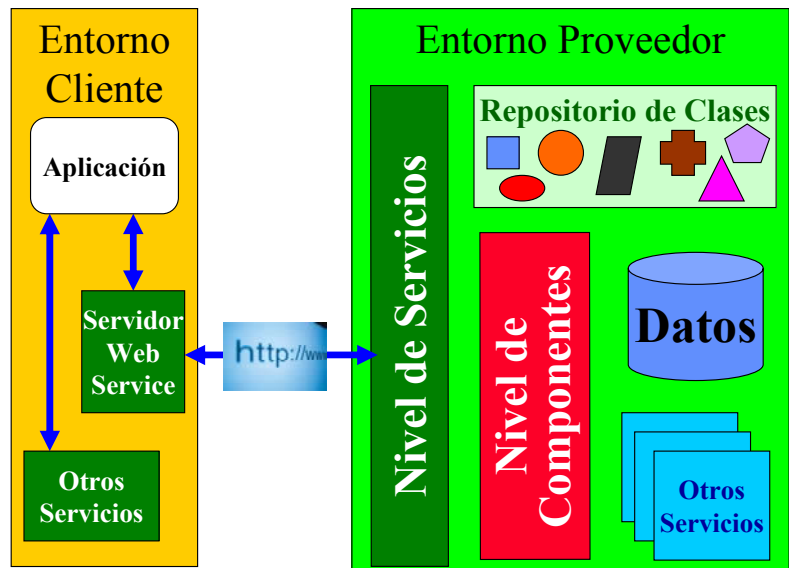 Entorno
Cliente
Aplicación
Servidor
Web
Service
Otros
Servicios
http://www
Entorno Proveedor
Nivel de Servicios
Repositorio de Clases
Nivel de
Componentes
Datos
Otros
Servicios